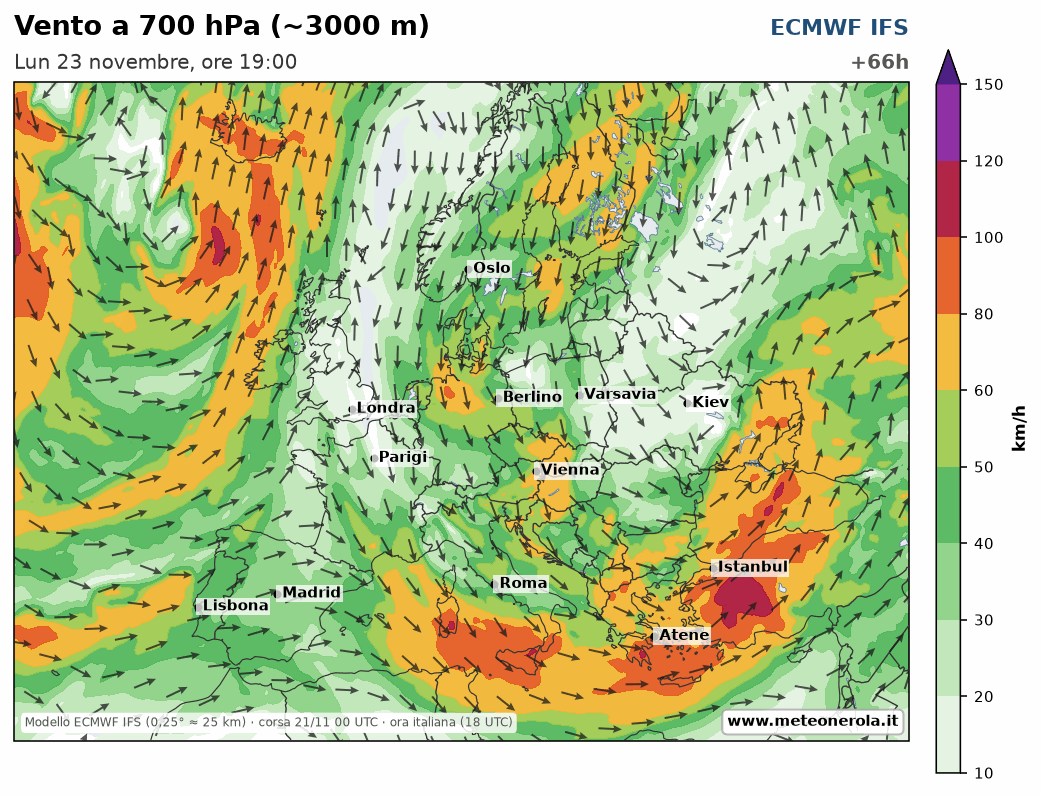 Vento a 700 hPa (~3000 m)
ECMWF IFS
Lun 23 novembre, ore 19:00
+66h
150
120
100
80
60
50
40
30
20
10
km/h
Oslo
Londra
Berlino
Varsavia
Kiev
Parigi
Vienna
Istanbul
Roma
Madrid
Lisbona
Atene
Modello ECMWF IFS (0,25° ≈ 25 km) · corsa 21/11 00 UTC · ora italiana (18 UTC)
www.meteonerola.it